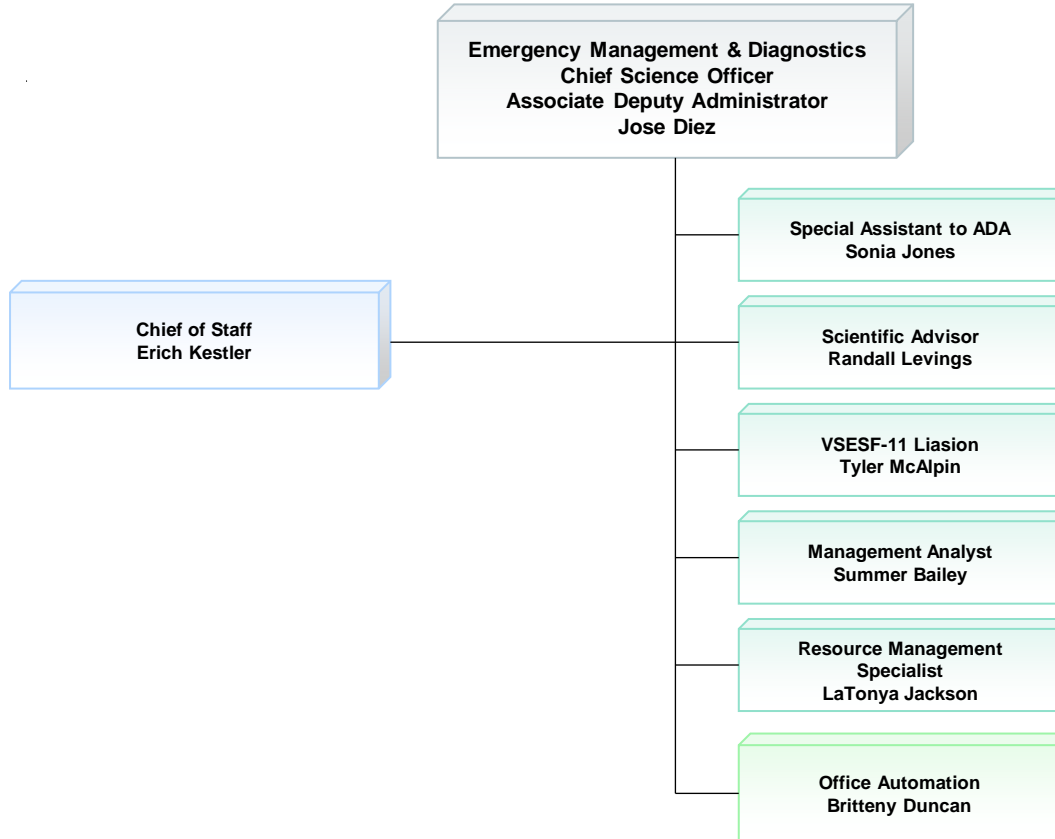 Emergency Management & Diagnostics
Chief Science Officer
Associate Deputy Administrator
Jose Diez
Special Assistant to ADA
Sonia Jones
Chief of Staff
Erich Kestler
Scientific Advisor
Randall Levings
VSESF-11 Liasion
Tyler McAlpin
Management Analyst
Summer Bailey
Resource Management
Specialist
LaTonya Jackson
Office Automation
Britteny Duncan